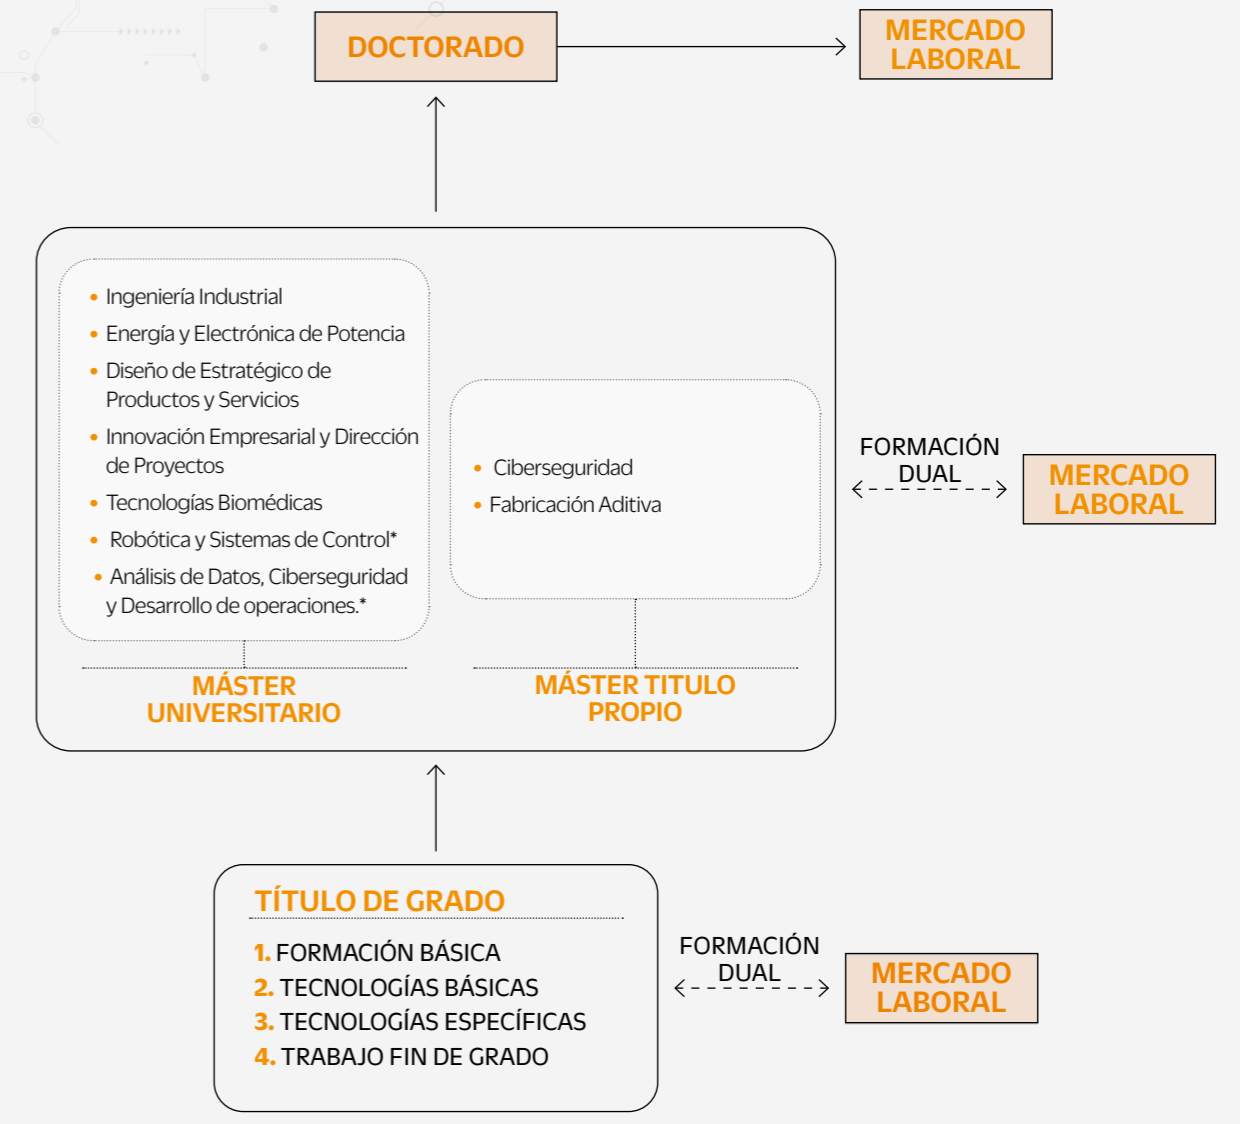 DOCTORADO
MERCADO
LABORAL
• Ingeniería Industrial
• Energía y Electrónica de Potencia
• Diseño de Estratégico de
Productos y Servicios
• Innovación Empresarial y Dirección
de Proyectos
• Tecnologías Biomédicas
• Robótica y Sistemas de Control*
• Análisis de Datos, Ciberseguridad
y Desarrollo de operaciones.*
MÁSTER
UNIVERSITARIO
• Ciberseguridad
• Fabricación Aditiva
MÁSTER TITULO
PROPIO
FORMACIÓN
DUAL
MERCADO
LABORAL
TÍTULO DE GRADO
1. FORMACIÓN BÁSICA
2. TECNOLOGÍAS BÁSICAS
3. TECNOLOGÍAS ESPECÍFICAS
4. TRABAJO FIN DE GRADO
FORMACIÓN
DUAL
MERCADO
LABORAL